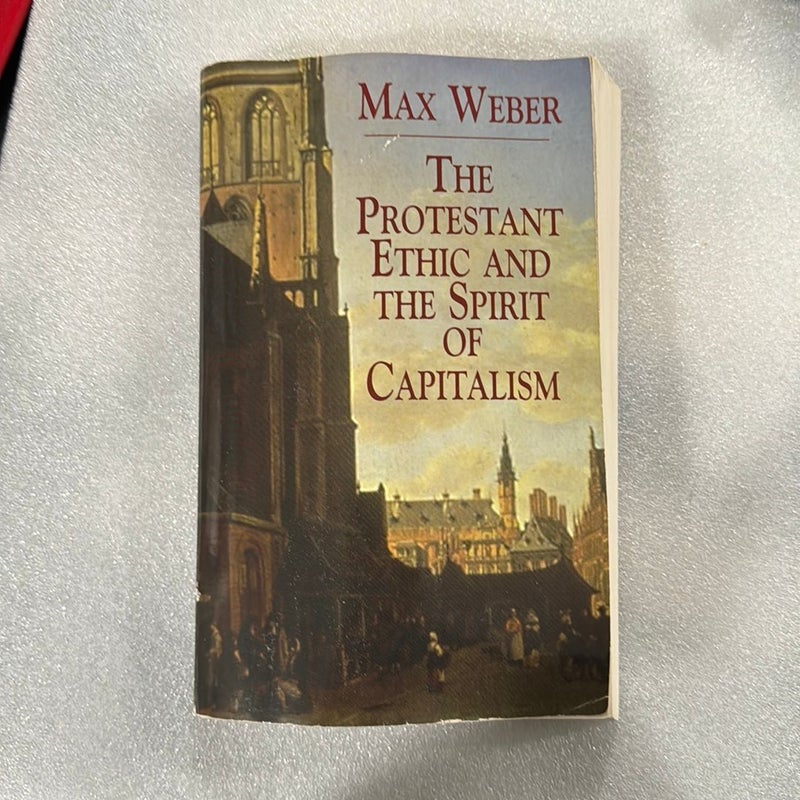 MAX WEBER
THE
PROTESTANT
ETHIC AND
THE SPIRIT
OF
CAPITALISM